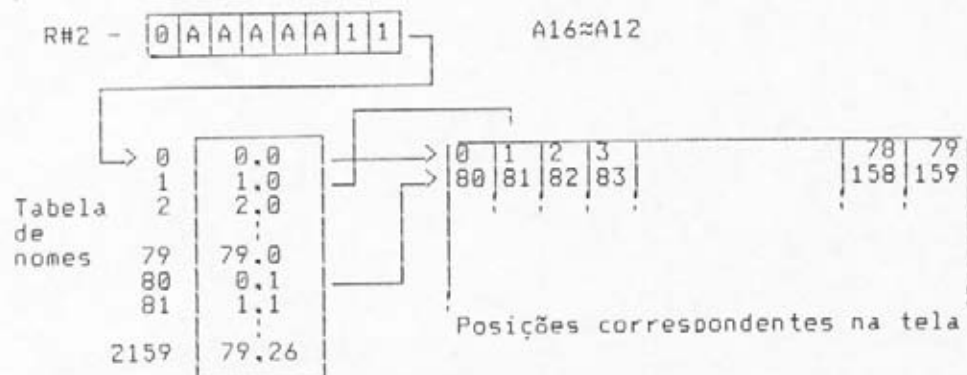 R#2 - 0 A A A A A 1 1 A16≈A12
0 0.0 0 1 2 3 78 79
1 1.0 80 81 82 83 158 159
Tabela 2 2.0
de
nomes 79 79.0
80 0.1
81 1.1
Posições correspondentes na tela
2159 79.26